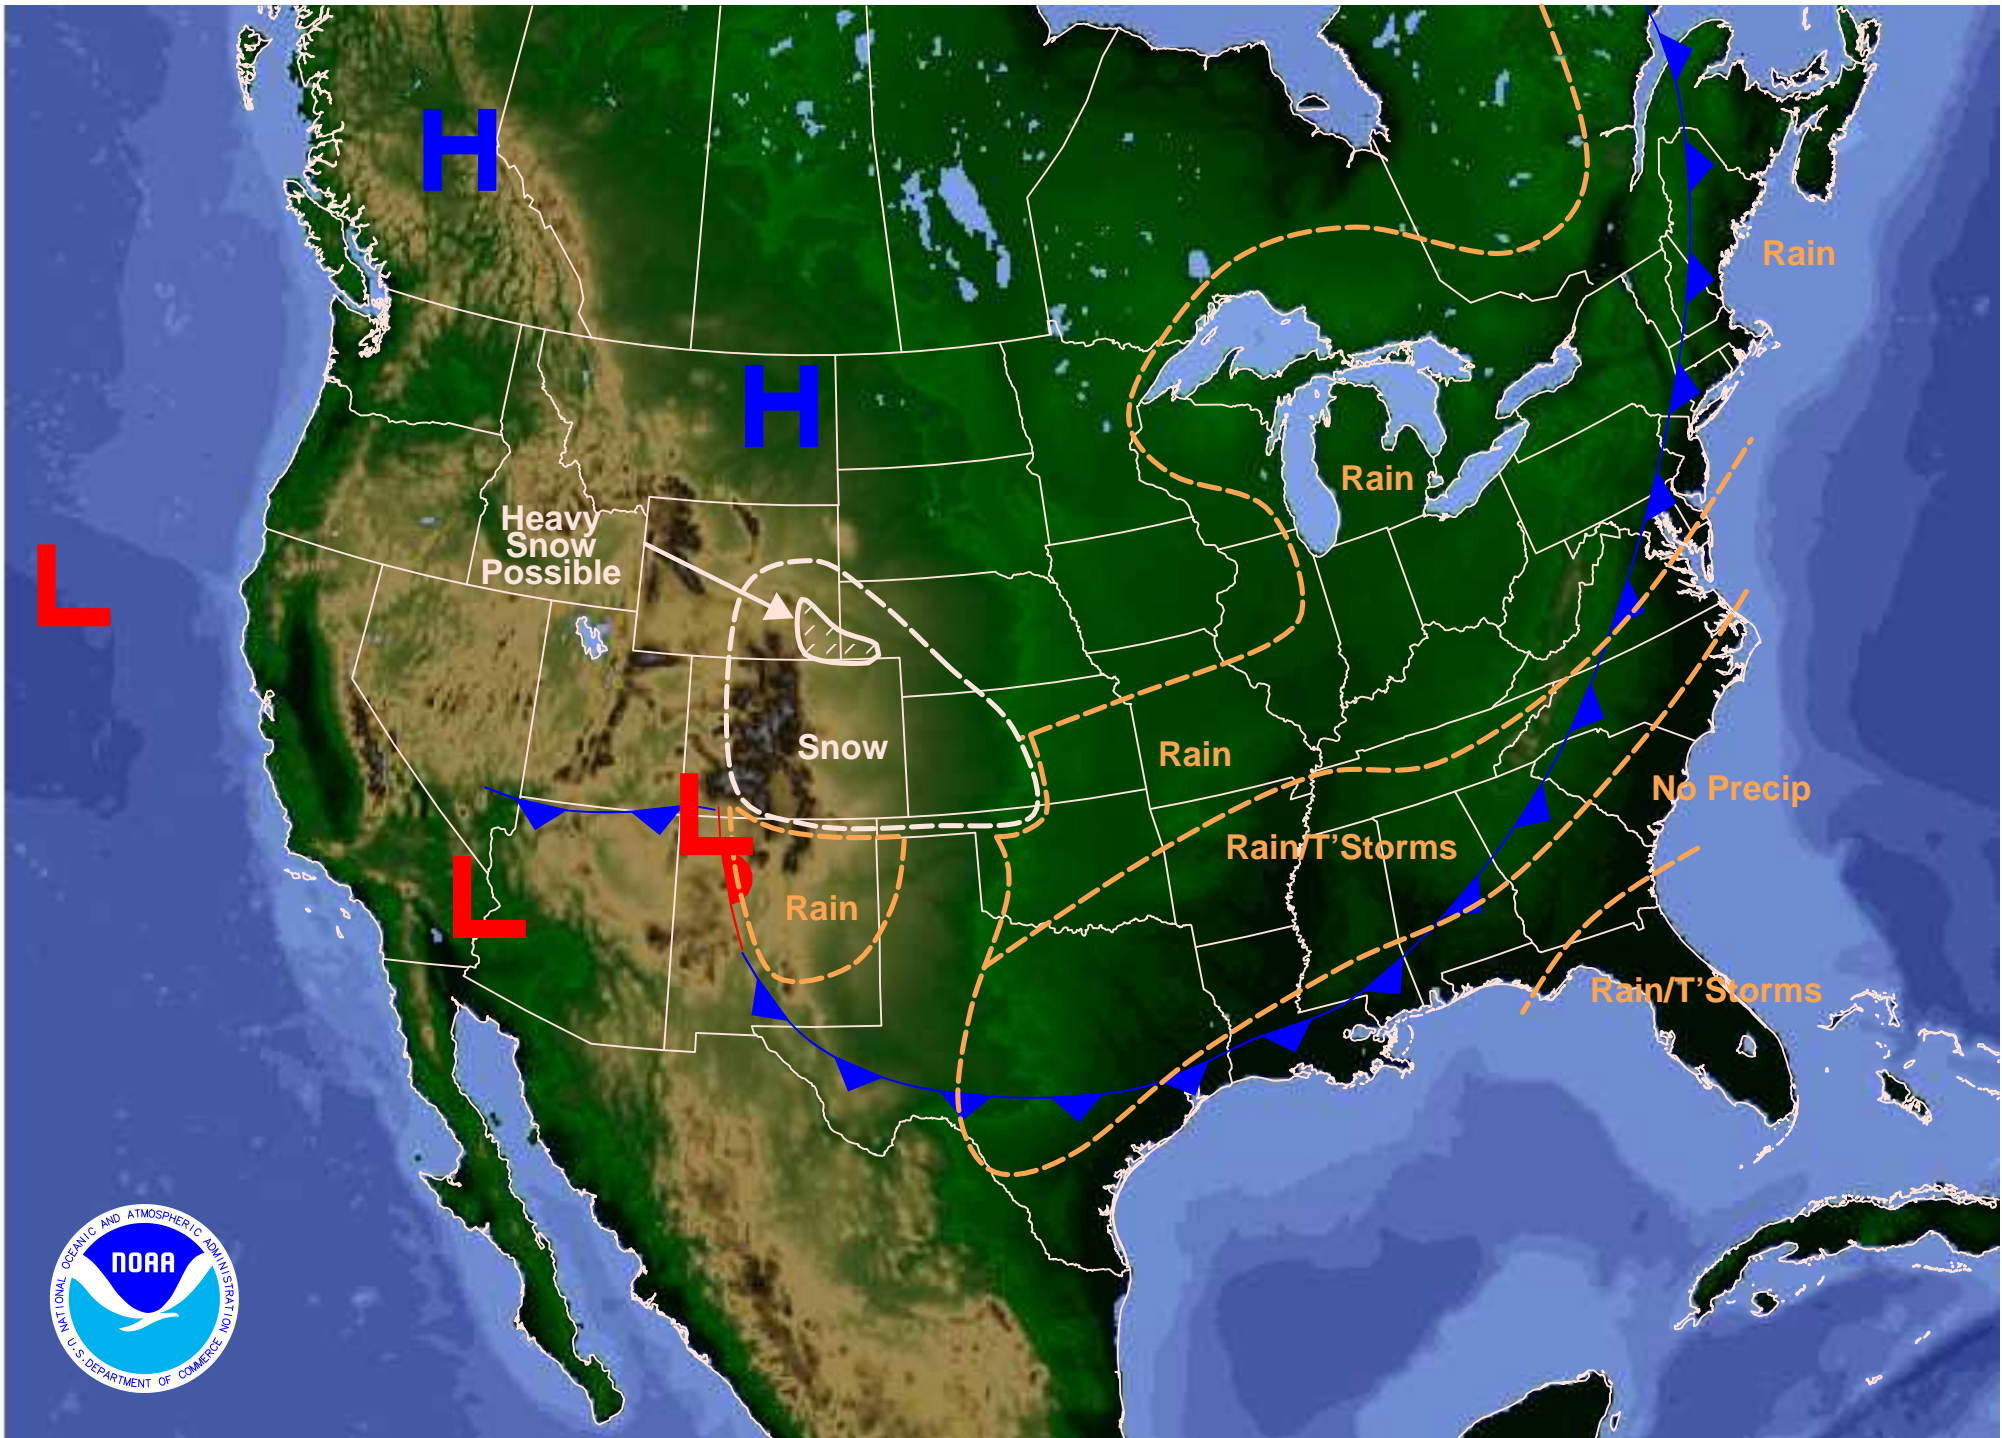 H
Rain
H
Rain
Heavy
Snow
Possible
L
Snow
Rain
L
No Precip
Rain/T'Storms
L
Rain
Rain/T'Storms
NATIONAL OCEANIC AND ATMOSPHERIC ADMINISTRATION
NOAA
U.S. DEPARTMENT OF COMMERCE